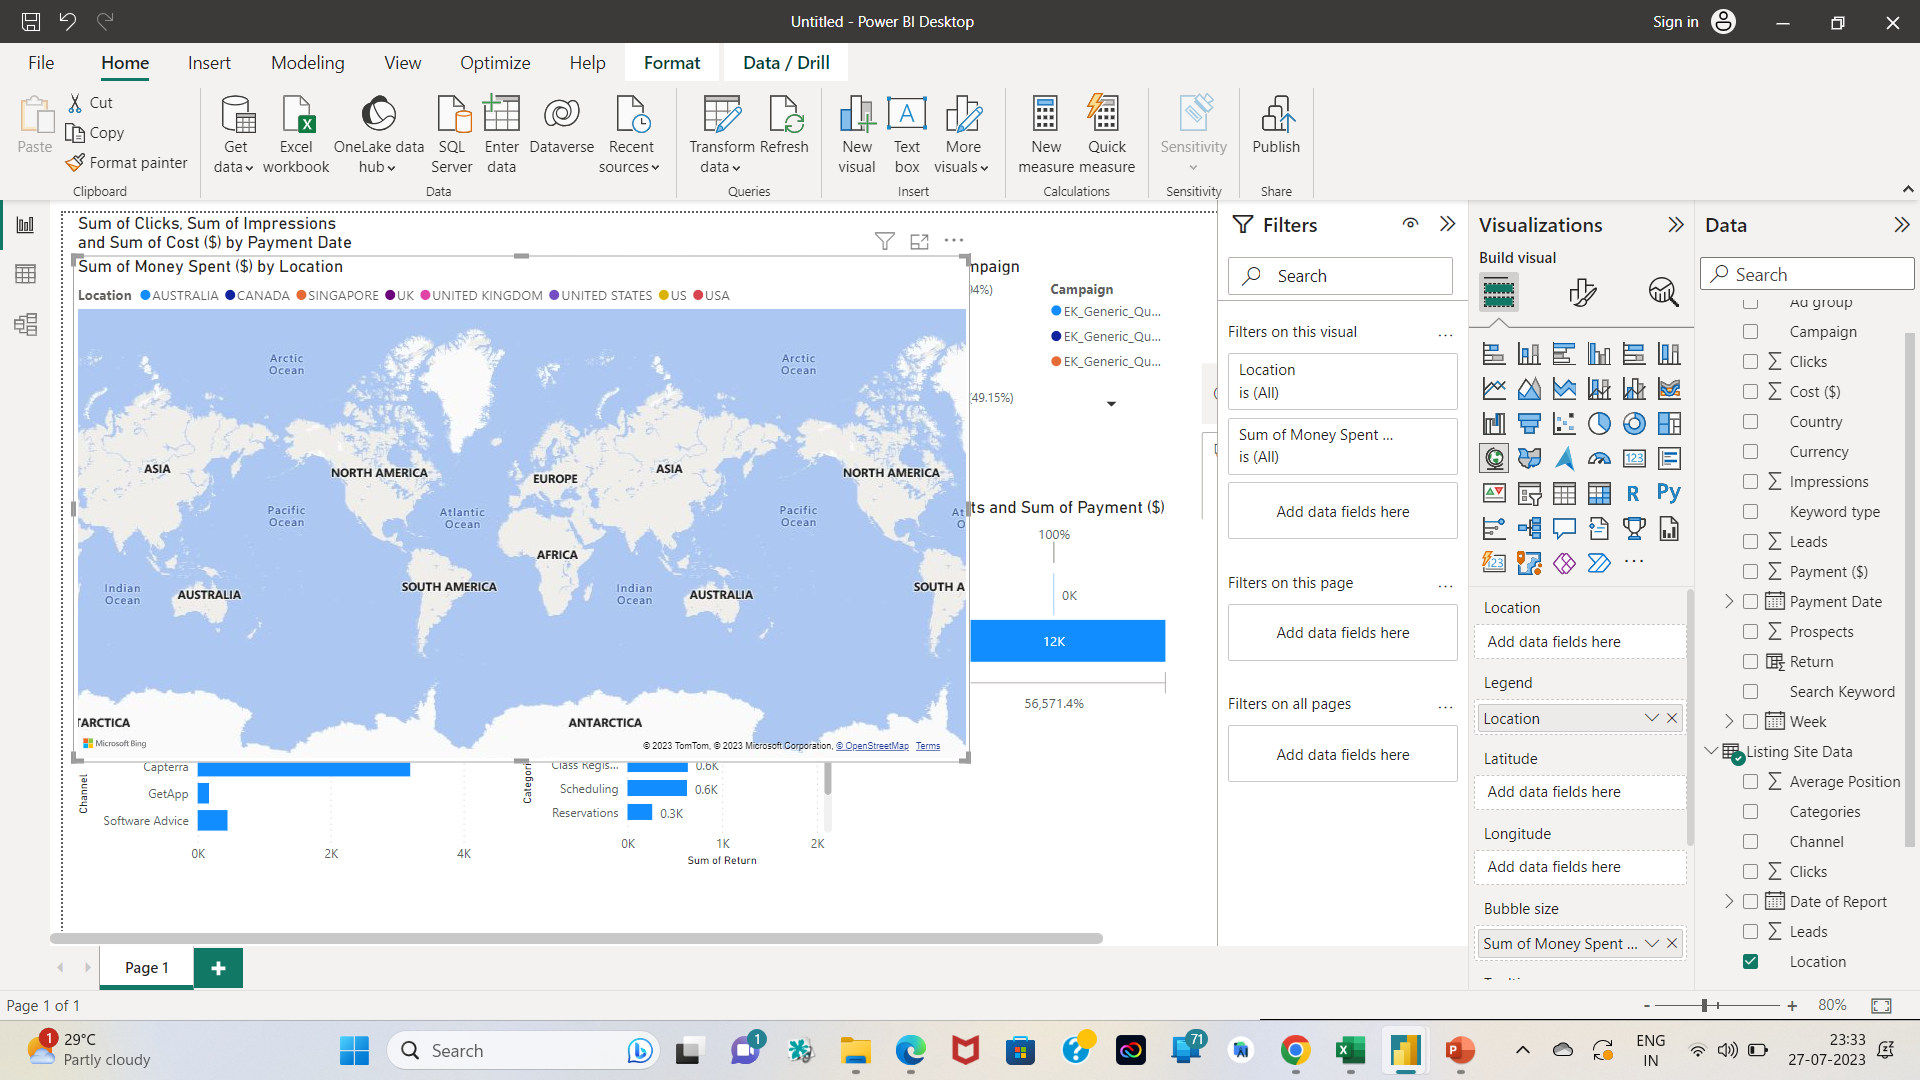 Untitled - Power BI Desktop
Sign in
File Home Insert Modeling View Optimize Help Format Data / Drill
Paste
Cut
Copy
Format painter
Clipboard
Get data
Excel workbook
OneLake data hub
SQL Server
Enter data
Dataverse
Recent sources
Data
Transform data
Refresh
Queries
New visual
Text box
More visuals
Insert
New measure
Quick measure
Calculations
Sensitivity
Sensitivity
Publish
Share
Sum of Clicks, Sum of Impressions
and Sum of Cost ($) by Payment Date
Sum of Money Spent ($) by Location
Location AUSTRALIA CANADA SINGAPORE UK UNITED KINGDOM UNITED STATES US USA
Arctic Ocean
Arctic Ocean
ASIA
NORTH AMERICA
EUROPE
ASIA
NORTH AMERICA
Pacific Ocean
Atlantic Ocean
Pacific Ocean
At
O
AFRICA
Indian Ocean
AUSTRALIA
SOUTH AMERICA
Indian Ocean
AUSTRALIA
SOUTH A
TARCTICA
ANTARCTICA
Microsoft Bing
© 2023 TomTom, © 2023 Microsoft Corporation, © OpenStreetMap Terms
mpaign
94%)
Campaign
EK_Generic_Qu...
EK_Generic_Qu...
EK_Generic_Qu...
(49.15%)
ts and Sum of Payment ($)
100%
0K
12K
56,571.4%
Channel
Capterra
GetApp
Software Advice
0K 2K 4K
Categori
Class Regis... 0.6K
Scheduling 0.6K
Reservations 0.3K
0K 1K 2K
Sum of Return
Filters
Search
Filters on this visual ...
Location
is (All)
Sum of Money Spent ...
is (All)
Add data fields here
Filters on this page ...
Add data fields here
Filters on all pages ...
Add data fields here
Visualizations
Build visual
123
R
Py
123
...
Location
Add data fields here
Legend
Location
Latitude
Add data fields here
Longitude
Add data fields here
Bubble size
Sum of Money Spent ...
Data
Search
Ad group
Campaign
Clicks
Cost ($)
Country
Currency
Impressions
Keyword type
Leads
Payment ($)
Payment Date
Prospects
Return
Search Keyword
Week
Listing Site Data
Average Position
Categories
Channel
Clicks
Date of Report
Leads
Location
Page 1
+
Page 1 of 1
- + 80%
1
29°C
Partly cloudy
Search
1
71
ENG
IN
23:33
27-07-2023